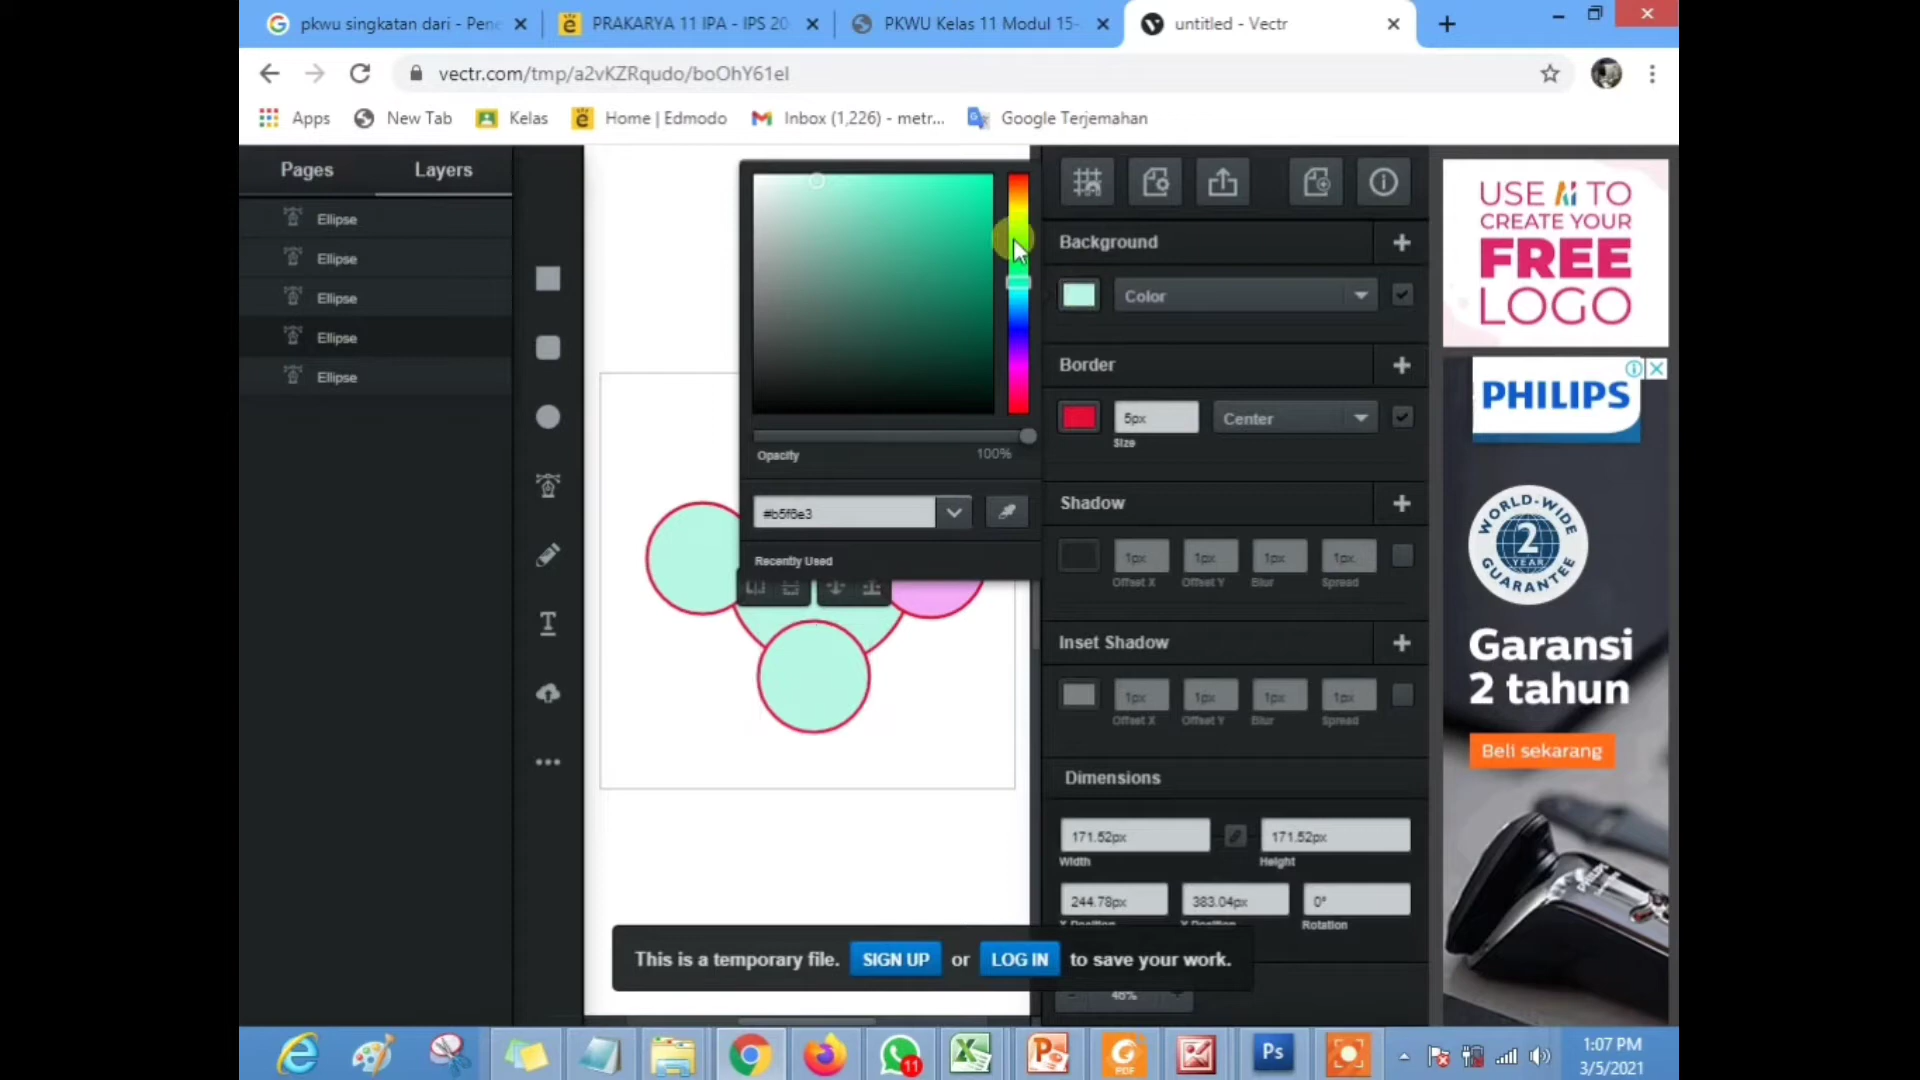 pkwu singkatan dari - Pene
PRAKARYA 11 IPA - IPS 20
PKWU Kelas 11 Modul 15-
untitled - Vectr
vectr.com/tmp/a2vKZRqudo/boOhY61eI
Apps
New Tab
Kelas
Home | Edmodo
Inbox (1,226) - metr...
Google Terjemahan
Pages
Layers
Ellipse
Ellipse
Ellipse
Ellipse
Ellipse
Opacity
100%
#b5f6e3
Recently Used
Background
Color
Border
5px
Center
Size
Shadow
1px
1px
1px
1px
Offset X
Offset Y
Blur
Spread
Inset Shadow
1px
1px
1px
1px
Offset X
Offset Y
Blur
Spread
Dimensions
171.52px
171.52px
Width
Height
244.78px
383.04px
0°
Rotation
This is a temporary file. SIGN UP or LOG IN to save your work.
46%
USE AI TO
CREATE YOUR
FREE
LOGO
PHILIPS
WORLD-WIDE
2
YEAR
GUARANTEE
Garansi
2 tahun
Beli sekarang
11
PDF
Ps
1:07 PM
3/5/2021